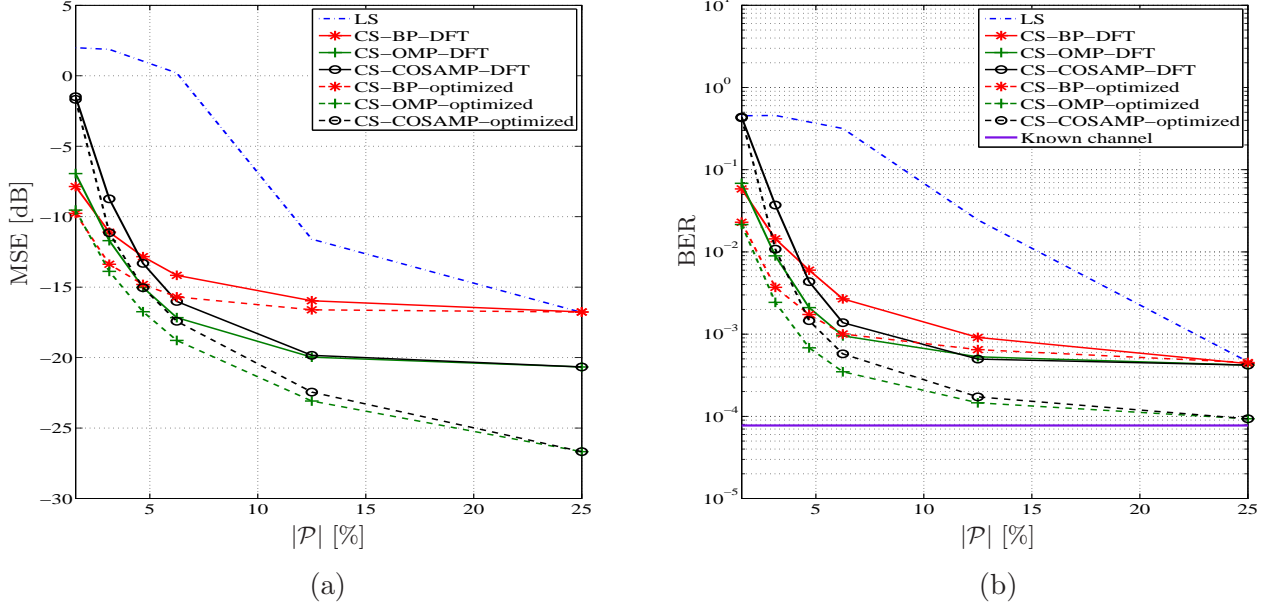 5
0
−5
−10
−15
−20
−25
−30
5
10
15
20
25
MSE [dB]
|𝒫| [%]
LS
CS−BP−DFT
CS−OMP−DFT
CS−COSAMP−DFT
CS−BP−optimized
CS−OMP−optimized
CS−COSAMP−optimized
(a)
10^1
10^0
10^−1
10^−2
10^−3
10^−4
10^−5
5
10
15
20
25
BER
|𝒫| [%]
LS
CS−BP−DFT
CS−OMP−DFT
CS−COSAMP−DFT
CS−BP−optimized
CS−OMP−optimized
CS−COSAMP−optimized
Known channel
(b)